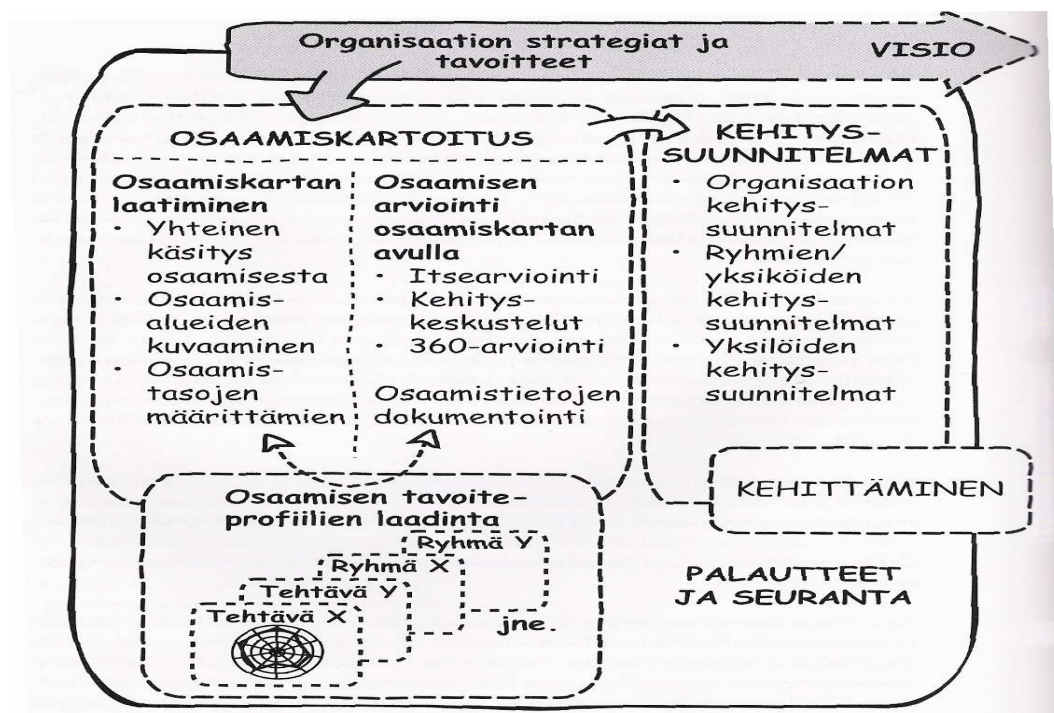 Organisaation strategiat ja
tavoitteet
VISIO
OSAAMISKARTOITUS
Osaamiskartan
laatiminen
• Yhteinen
käsitys
osaamisesta
• Osaamis-
alueiden
kuvaaminen
• Osaamis-
tasojen
määrittämien
Osaamisen
arviointi
osaamiskartan
avulla
• Itsearviointi
• Kehitys-
keskustelut
• 360-arviointi
Osaamistietojen
dokumentointi
KEHITYS-
SUUNNITELMAT
• Organisaation
kehitys-
suunnitelmat
• Ryhmien/
yksiköiden
kehitys-
suunnitelmat
• Yksilöiden
kehitys-
suunnitelmat
KEHITTÄMINEN
Osaamisen tavoite-
profiilien laadinta
Ryhmä Y
Ryhmä X
Tehtävä Y
Tehtävä X
jne.
PALAUTTEET
JA SEURANTA